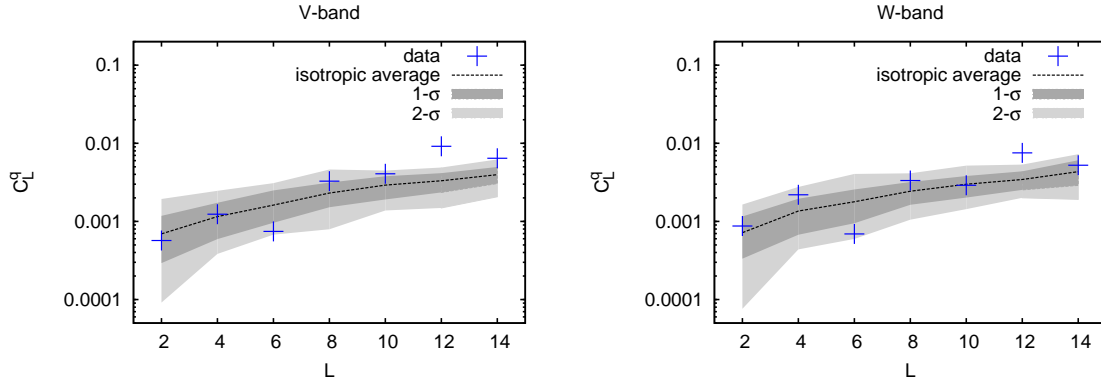 V-band
data
isotropic average
1-σ
2-σ
0.1
0.01
0.001
0.0001
C_L^q
2 4 6 8 10 12 14
L
W-band
data
isotropic average
1-σ
2-σ
0.1
0.01
0.001
0.0001
C_L^q
2 4 6 8 10 12 14
L